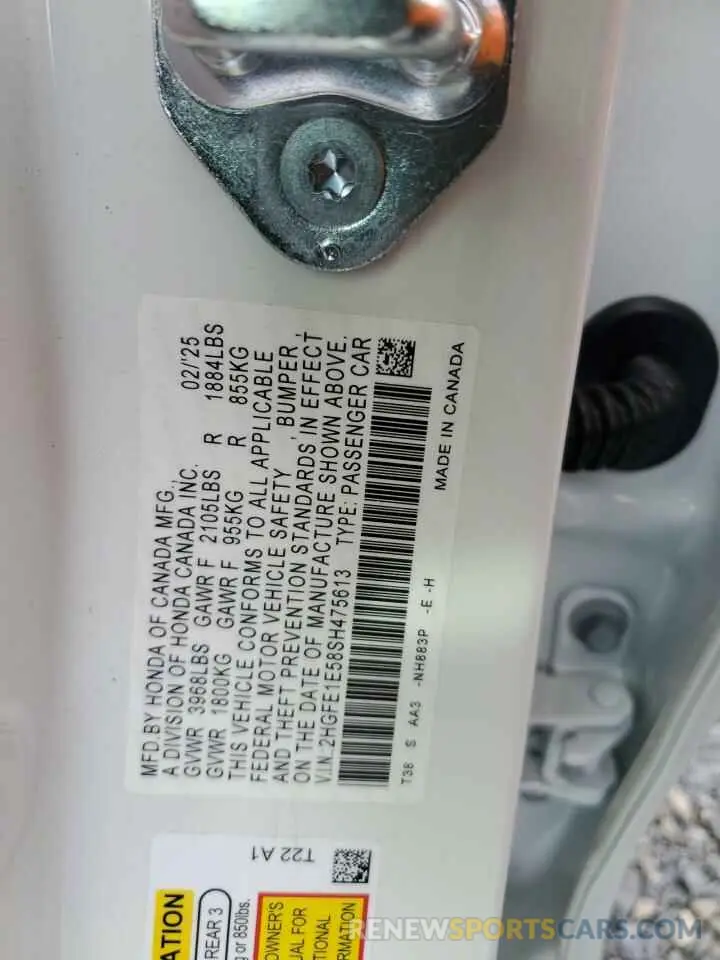 MFD.BY HONDA OF CANADA MFG.,
A DIVISION OF HONDA CANADA INC. 02/'25
GVWR 3968LBS GAWR F 2105LBS R 1884LBS
GVWR 1800KG GAWR F 955KG R 855KG
THIS VEHICLE CONFORMS TO ALL APPLICABLE
FEDERAL MOTOR VEHICLE SAFETY , BUMPER ,
AND THEFT PREVENTION STANDARDS IN EFFECT
ON THE DATE OF MANUFACTURE SHOWN ABOVE.
V.I.N.:2HGFE1E58SH475613 TYPE: PASSENGER CAR
T38 S AA3 -NH883P -E -H
MADE IN CANADA
T22 A1
ATION
REAR 3
g or 850lbs.
OWNER'S
UAL FOR
TIONAL
RMATION
RENEWSPORTSCARS.COM